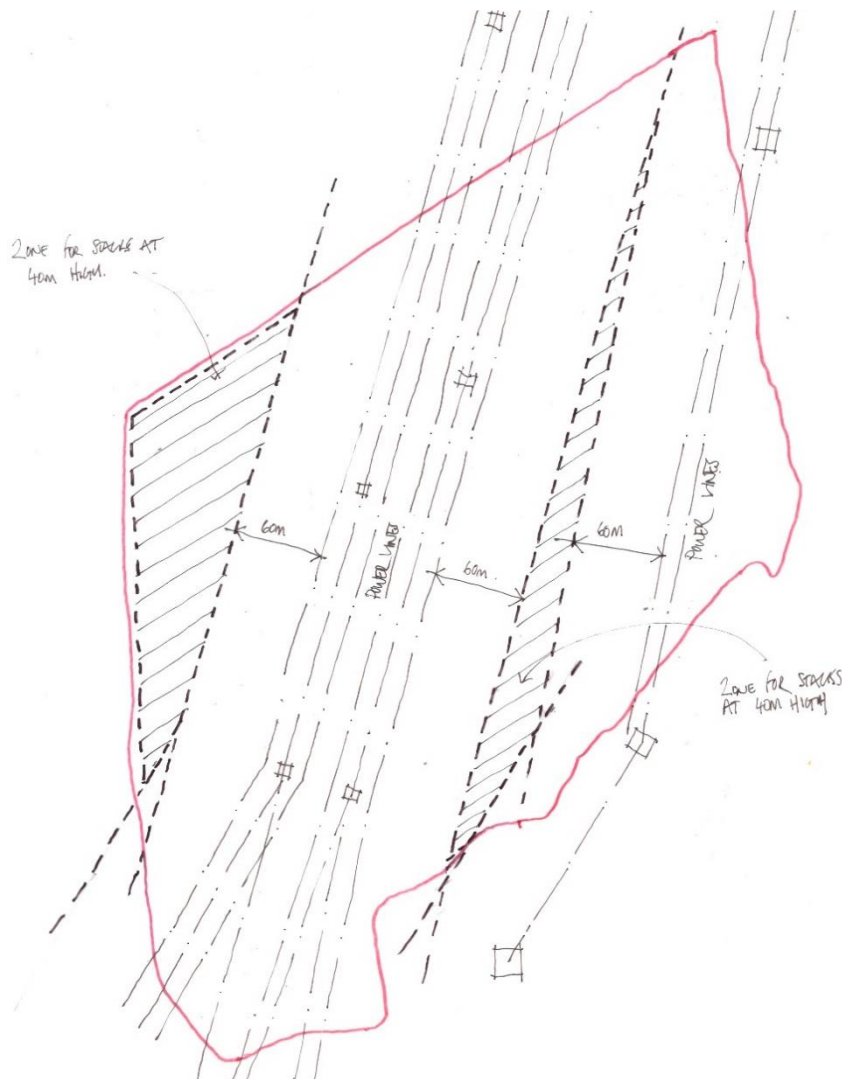 ZONE FOR STACKS AT
40M HIGH.
60M
POWER LINES
60M
60M
POWER LINES
ZONE FOR STACKS
AT 40M HIGH